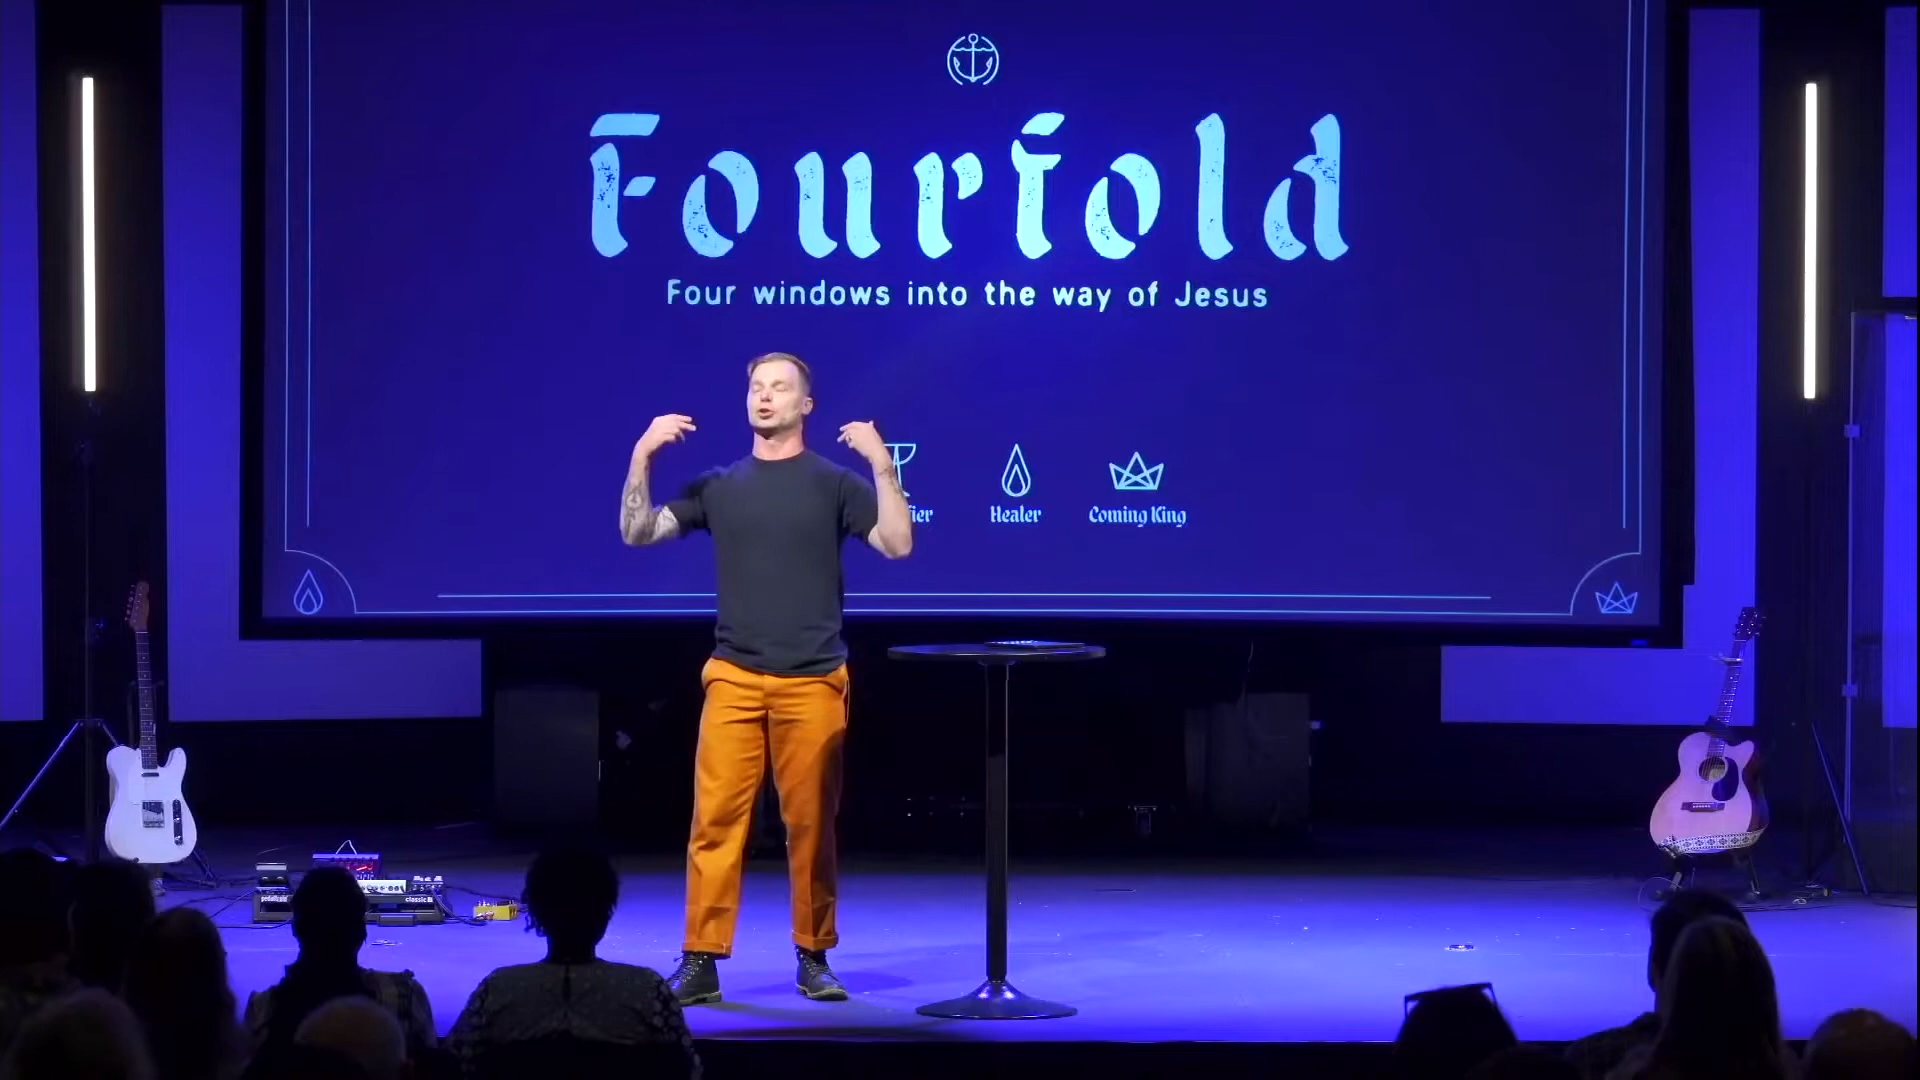 Fourfold
Four windows into the way of Jesus
Healer
Coming King